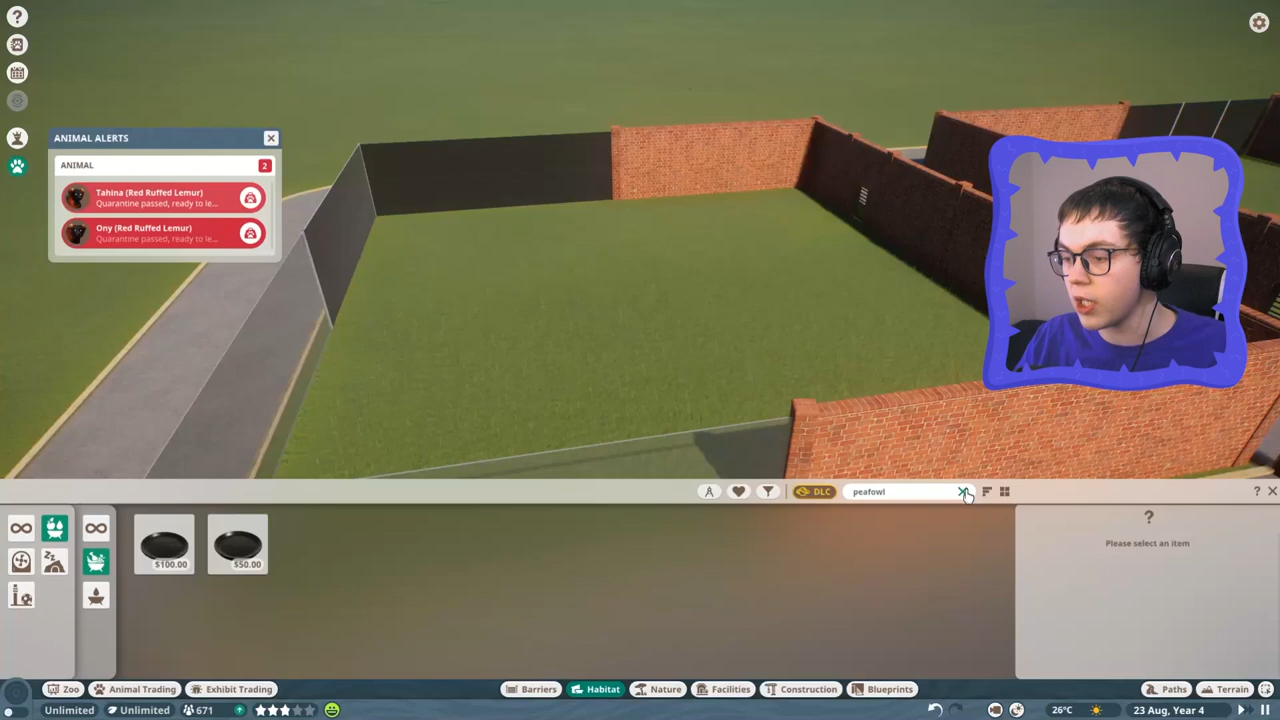 ANIMAL ALERTS
ANIMAL
2
Tahina (Red Ruffed Lemur)
Quarantine passed, ready to le...
Ony (Red Ruffed Lemur)
Quarantine passed, ready to le...
DLC
peafowl
?
$100.00
$50.00
?
Please select an item
Zoo
Animal Trading
Exhibit Trading
Barriers
Habitat
Nature
Facilities
Construction
Blueprints
Paths
Terrain
Unlimited
Unlimited
671
26°C
23 Aug, Year 4